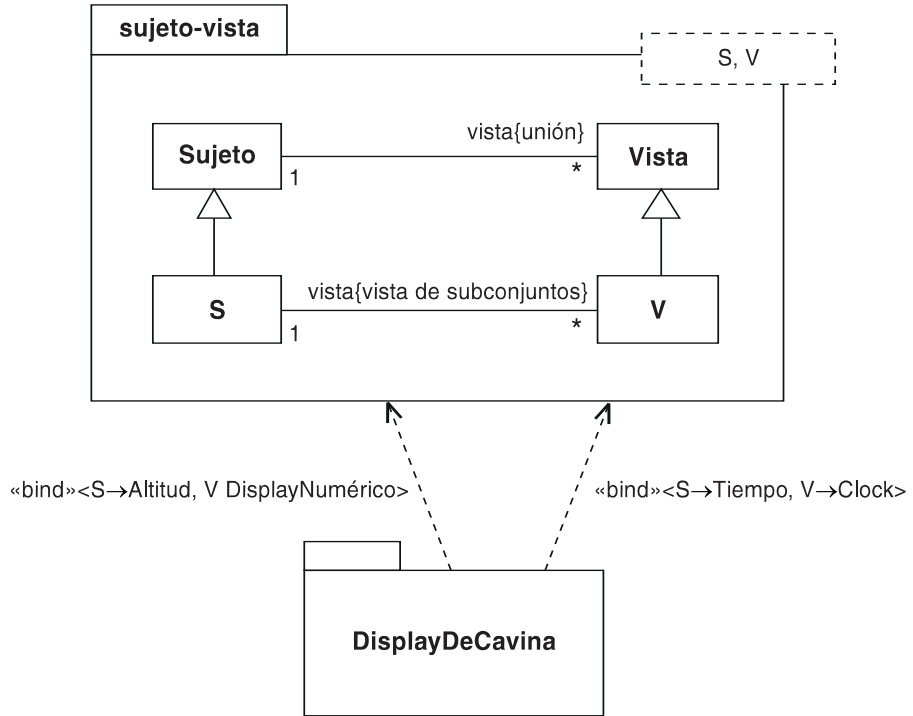 sujeto-vista
S, V
vista{unión}
Sujeto
Vista
1
*
vista{vista de subconjuntos}
S
V
1
*
«bind»<S→Altitud, V DisplayNumérico>
«bind»<S→Tiempo, V→Clock>
DisplayDeCavina